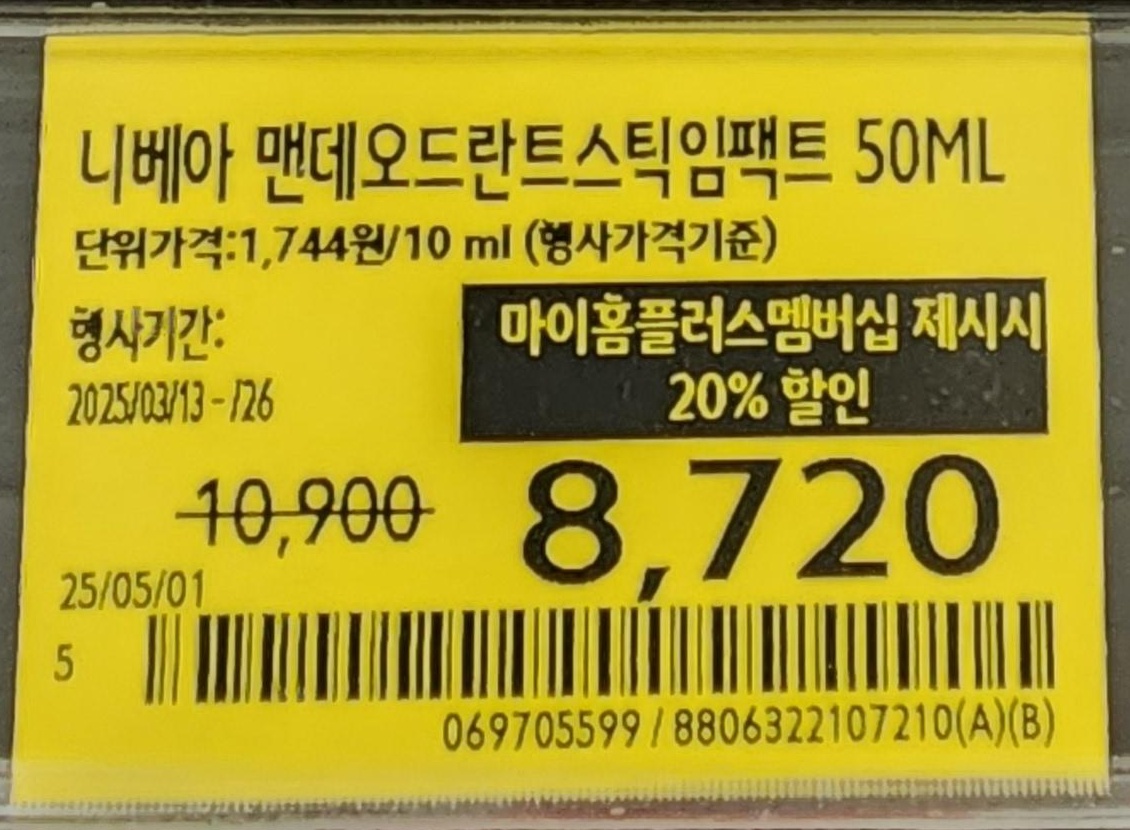 니베아 맨데오드란트스틱임팩트 50ML
단위가격:1,744원/10 ml (행사가격기준)
행사기간:
2025/03/13 - /26
마이홈플러스멤버십 제시시
20% 할인
10,900
8,720
25/05/01
5
069705599 / 8806322107210(A)(B)